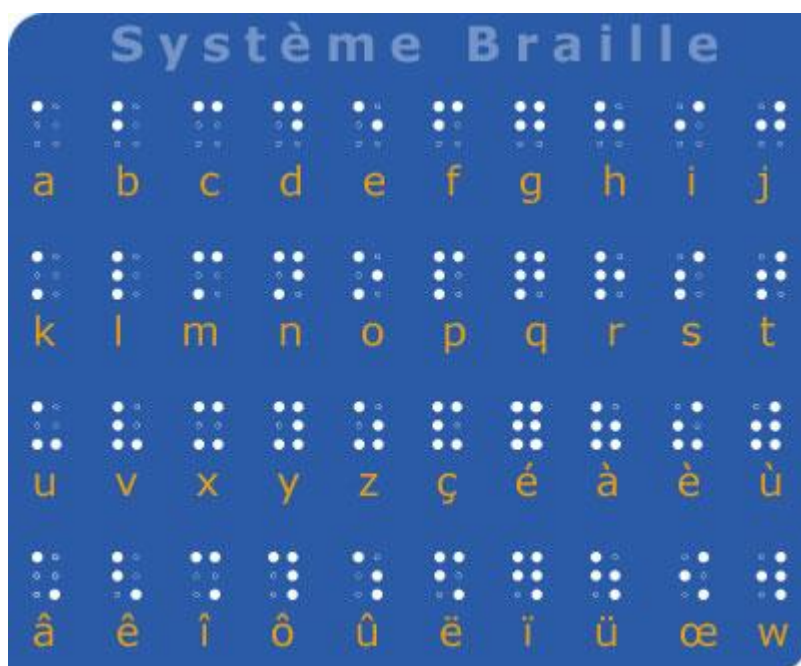 Système Braille
a b c d e f g h i j
k l m n o p q r s t
u v x y z ç é à è ù
â ê î ô û ë ï ü œ w